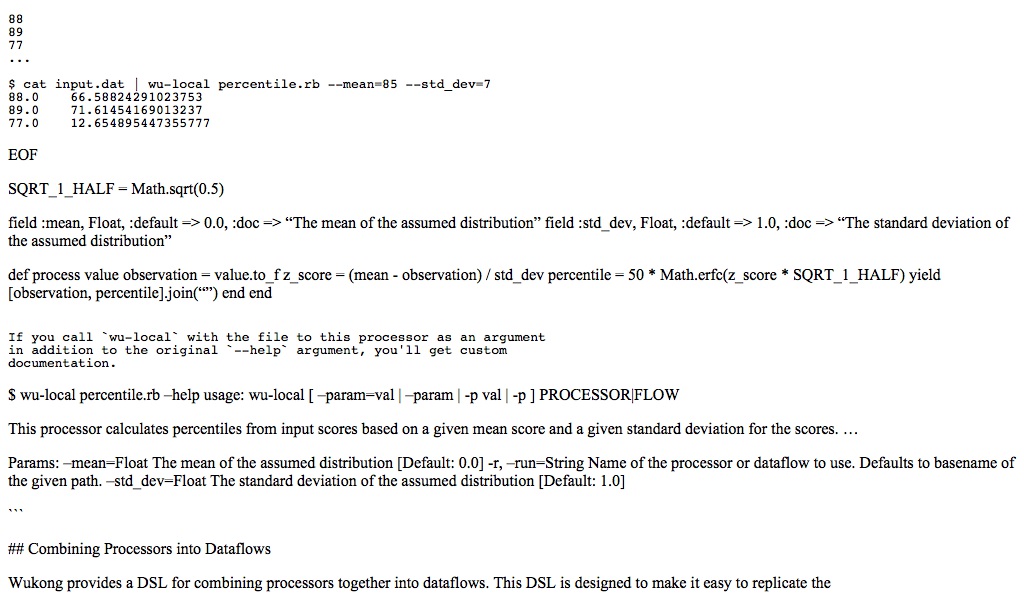 88
89
77
...
$ cat input.dat | wu-local percentile.rb --mean=85 --std_dev=7
88.0    66.58824291023753
89.0    71.61454169013237
77.0    12.654895447355777
EOF
SQRT_1_HALF = Math.sqrt(0.5)
field :mean, Float, :default => 0.0, :doc => “The mean of the assumed distribution” field :std_dev, Float, :default => 1.0, :doc => “The standard deviation of
the assumed distribution”
def process value observation = value.to_f z_score = (mean - observation) / std_dev percentile = 50 * Math.erfc(z_score * SQRT_1_HALF) yield
[observation, percentile].join(“”) end end
If you call `wu-local` with the file to this processor as an argument
in addition to the original `--help` argument, you'll get custom
documentation.
$ wu-local percentile.rb –help usage: wu-local [ –param=val | –param | -p val | -p ] PROCESSOR|FLOW
This processor calculates percentiles from input scores based on a given mean score and a given standard deviation for the scores. …
Params: –mean=Float The mean of the assumed distribution [Default: 0.0] -r, –run=String Name of the processor or dataflow to use. Defaults to basename of
the given path. –std_dev=Float The standard deviation of the assumed distribution [Default: 1.0]
```
## Combining Processors into Dataflows
Wukong provides a DSL for combining processors together into dataflows. This DSL is designed to make it easy to replicate the